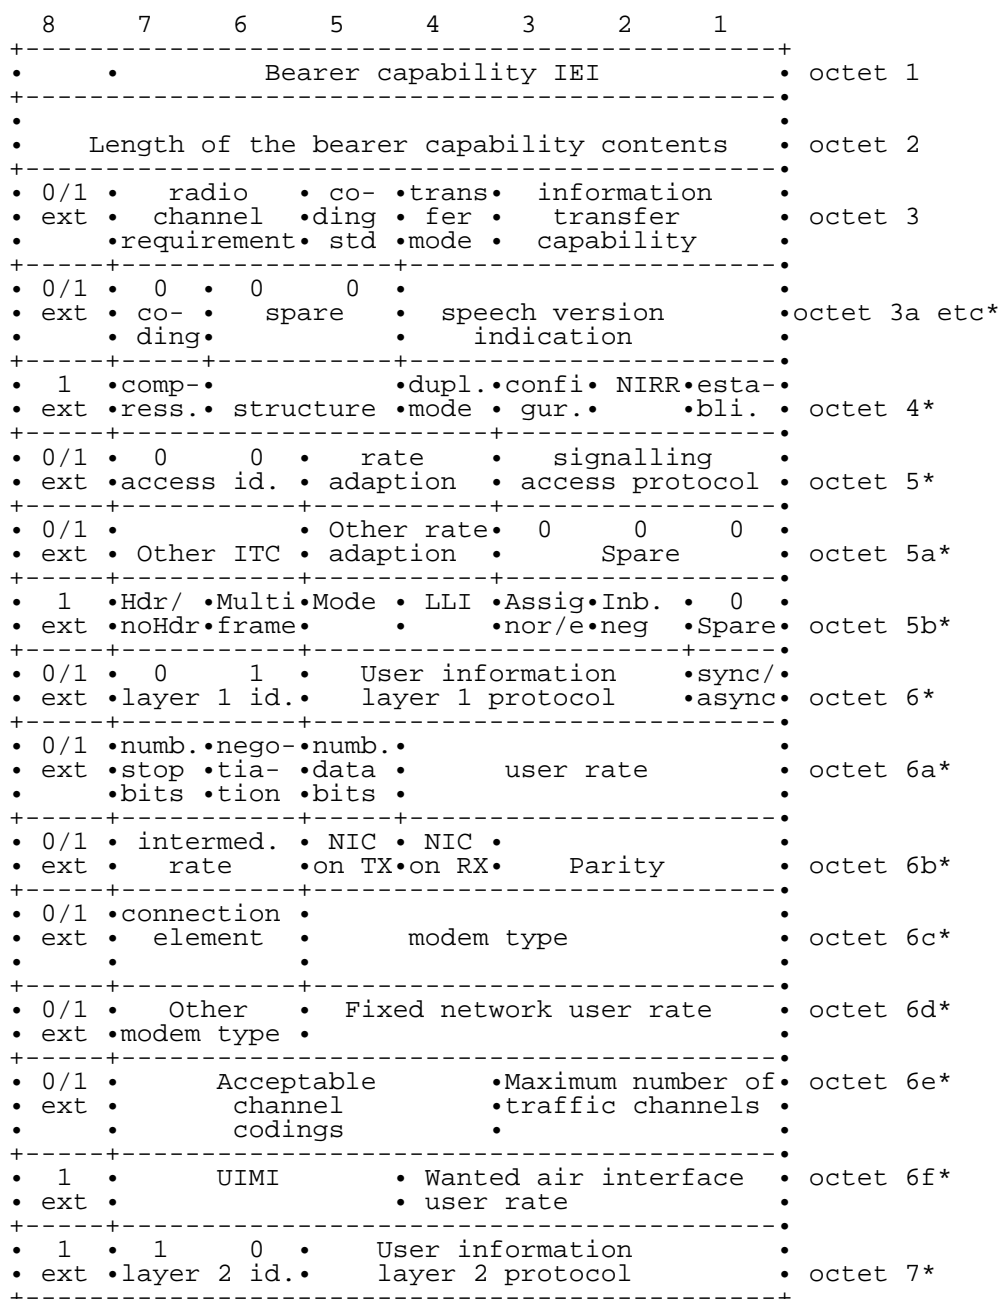 8 7 6 5 4 3 2 1
+-----------------------------------------------+
• • Bearer capability IEI • octet 1
+-----------------------------------------------•
• •
• Length of the bearer capability contents • octet 2
+-----------------------------------------------•
• 0/1 • radio • co- •trans• information •
• ext • channel •ding • fer • transfer • octet 3
• •requirement• std •mode • capability •
+-----+-----------------+-----------------------•
• 0/1 • 0 • 0 0 • •
• ext • co- • spare • speech version •octet 3a etc*
• • ding• • indication •
+-----+-----+-----------+-----------------------•
• 1 •comp-• •dupl.•confi• NIRR•esta-•
• ext •ress.• structure •mode • gur.• •bli. • octet 4*
+-----+-----------------------+-----------------•
• 0/1 • 0 0 • rate • signalling •
• ext •access id. • adaption • access protocol • octet 5*
+-----+-----------+-----------+-----------------•
• 0/1 • • Other rate• 0 0 0 •
• ext • Other ITC • adaption • Spare • octet 5a*
+-----+-----------+-----------+-----------------•
• 1 •Hdr/ •Multi•Mode • LLI •Assig•Inb. • 0 •
• ext •noHdr•frame• • •nor/e•neg •Spare• octet 5b*
+-----+-----------+-----------------------+-----•
• 0/1 • 0 1 • User information •sync/•
• ext •layer 1 id.• layer 1 protocol •async• octet 6*
+-----+-----------+-----------------------------•
• 0/1 •numb.•nego-•numb.• •
• ext •stop •tia- •data • user rate • octet 6a*
• •bits •tion •bits • •
+-----+-----------+-----+-----------------------•
• 0/1 • intermed. • NIC • NIC • •
• ext • rate •on TX•on RX• Parity • octet 6b*
+-----+-----------+-----------------------------•
• 0/1 •connection • •
• ext • element • modem type • octet 6c*
• • • •
+-----+-----------+-----------------------------•
• 0/1 • Other • Fixed network user rate • octet 6d*
• ext •modem type • •
+-----+-----------------------------------------•
• 0/1 • Acceptable •Maximum number of• octet 6e*
• ext • channel •traffic channels •
• • codings • •
+-----+-----------------------------------------•
• 1 • UIMI • Wanted air interface • octet 6f*
• ext • • user rate •
+-----+-----------------------------------------•
• 1 • 1 0 • User information •
• ext •layer 2 id.• layer 2 protocol • octet 7*
+-----------------------------------------------+